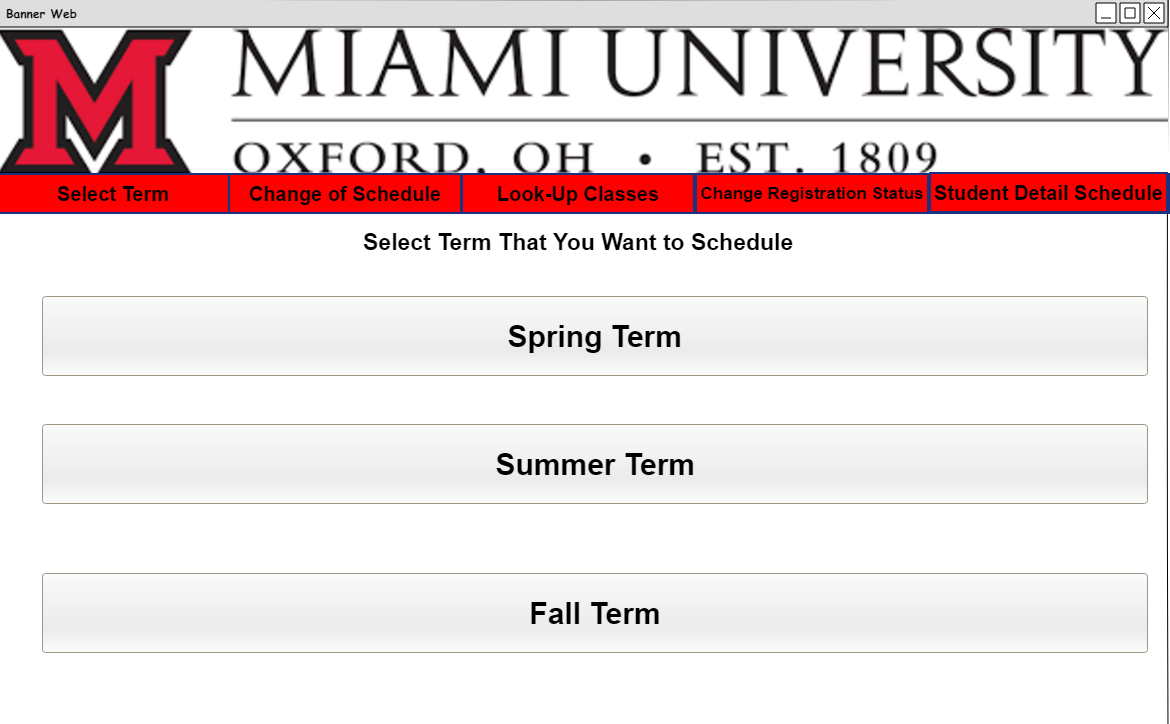 Banner Web
M
MIAMI UNIVERSITY
OXFORD, OH • EST. 1809
Select Term
Change of Schedule
Look-Up Classes
Change Registration Status
Student Detail Schedule
Select Term That You Want to Schedule
Spring Term
Summer Term
Fall Term